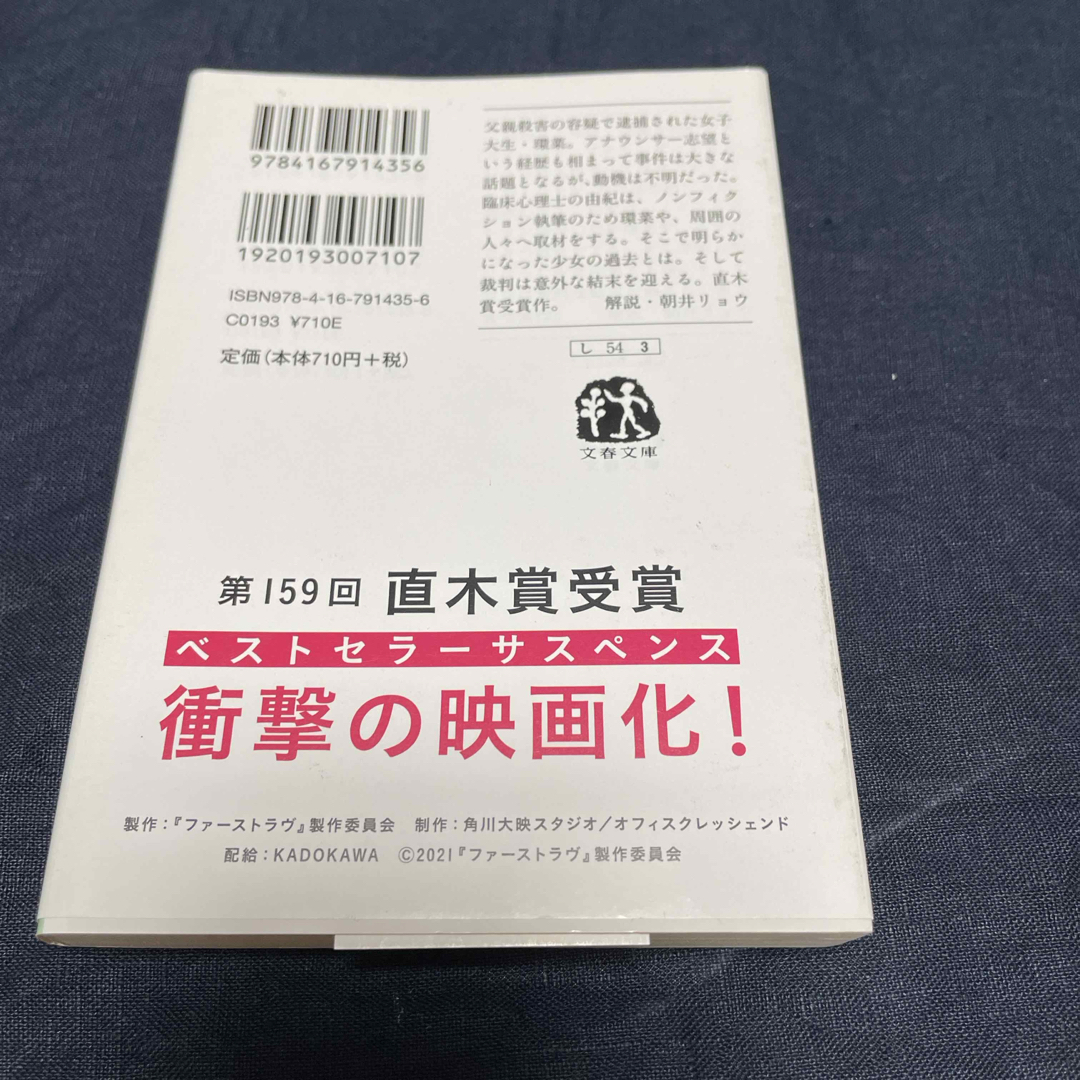 9784167914356
1920193007107
ISBN978-4-16-791435-6
C0193 ¥710E
定価(本体710円+税)
父親殺害の容疑で逮捕された女子
大生・環菜。アナウンサー志望と
いう経歴も相まって事件は大きな
話題となるが、動機は不明だった。
臨床心理士の由紀は、ノンフィク
ション執筆のため環菜や、周囲の
人々へ取材をする。そこで明らか
になった少女の過去とは。そして
裁判は意外な結末を迎える。直木
賞受賞作。 解説・朝井リョウ
し 54 3
文春文庫
第159回 直木賞受賞
ベストセラーサスペンス
衝撃の映画化!
製作:『ファーストラヴ』製作委員会 制作:角川大映スタジオ/オフィスクレッシェンド
配給:KADOKAWA ©2021『ファーストラヴ』製作委員会